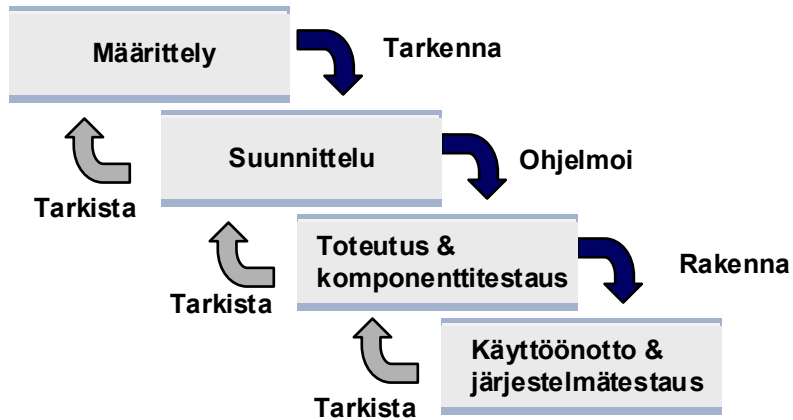 Määrittely
Tarkenna
Suunnittelu
Ohjelmoi
Tarkista
Toteutus &
komponenttitestaus
Rakenna
Tarkista
Käyttöönotto &
järjestelmätestaus
Tarkista